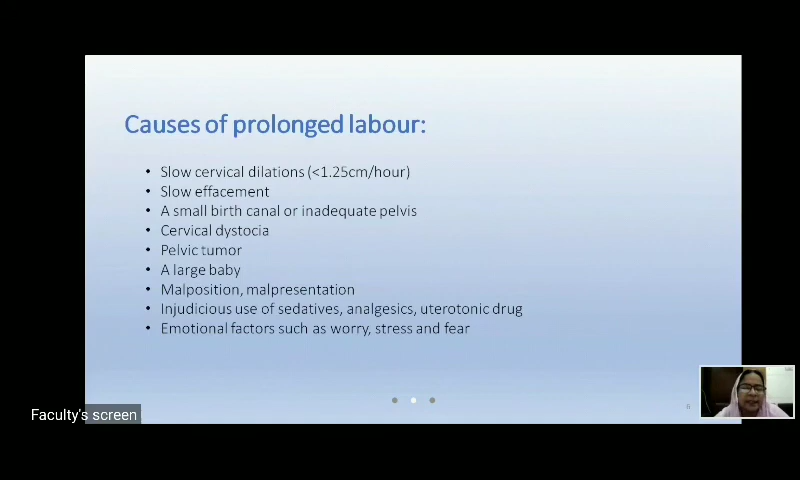 Causes of prolonged labour:
• Slow cervical dilations (<1.25cm/hour)
• Slow effacement
• A small birth canal or inadequate pelvis
• Cervical dystocia
• Pelvic tumor
• A large baby
• Malposition, malpresentation
• Injudicious use of sedatives, analgesics, uterotonic drug
• Emotional factors such as worry, stress and fear
Faculty's screen